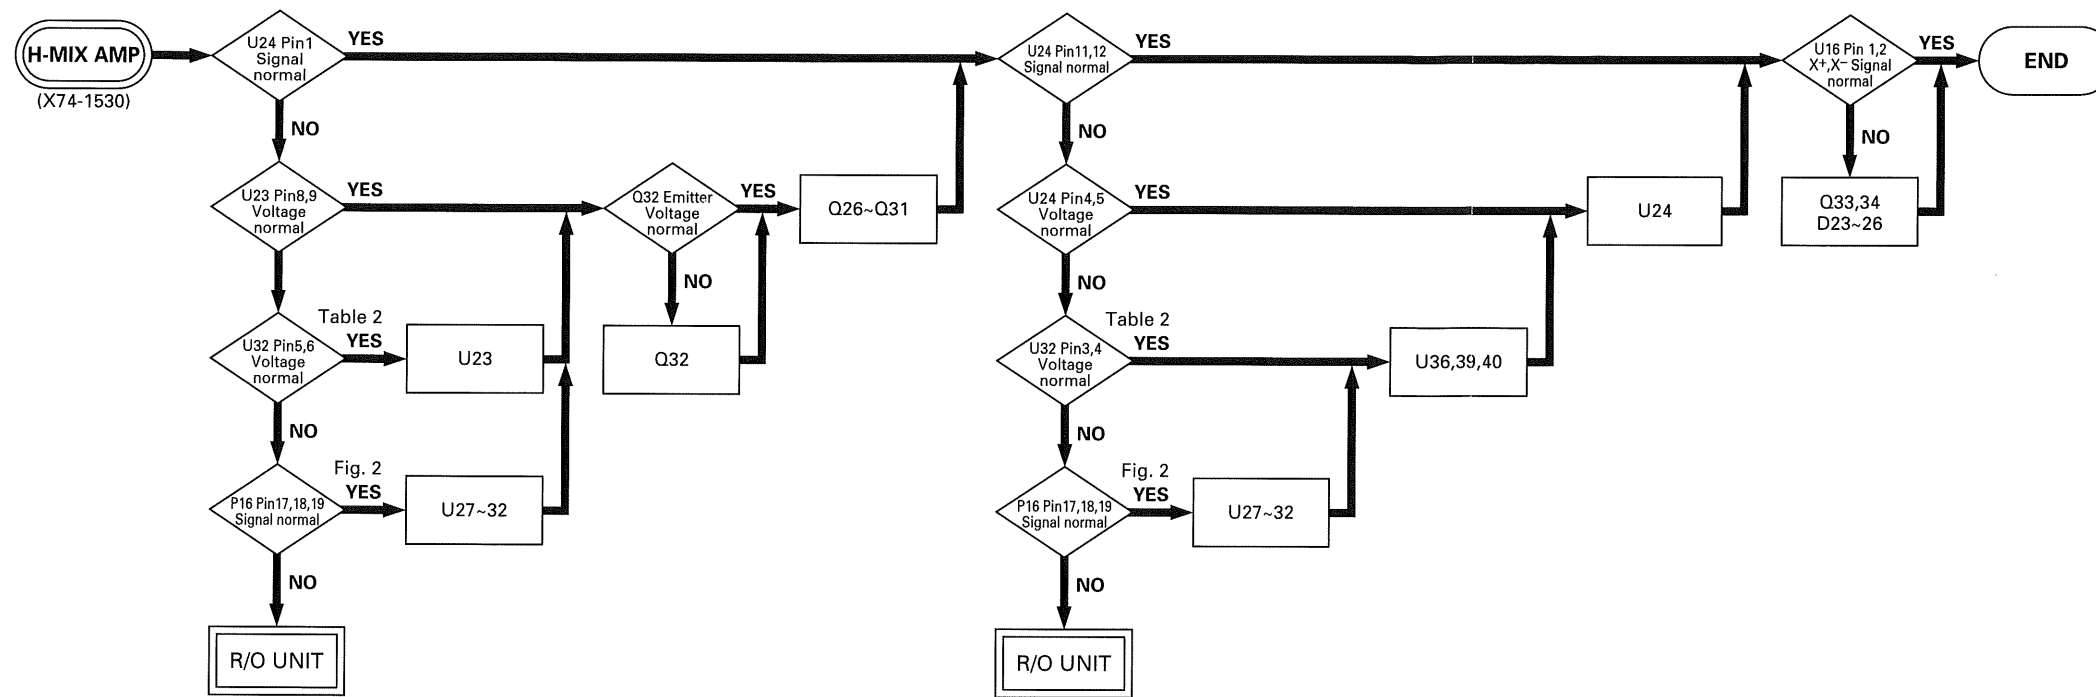 H-MIX AMP
(X74-1530)
U24 Pin1
Signal
normal
YES
NO
U23 Pin8,9
Voltage
normal
YES
Q32 Emitter
Voltage
normal
YES
NO
Q32
Q26~Q31
U32 Pin5,6
Voltage
normal
Table 2
YES
U23
NO
P16 Pin17,18,19
Signal normal
Fig. 2
YES
U27~32
NO
R/O UNIT
U24 Pin11,12
Signal normal
YES
NO
U24 Pin4,5
Voltage
normal
YES
U24
NO
U32 Pin3,4
Voltage
normal
Table 2
YES
U36,39,40
NO
P16 Pin17,18,19
Signal normal
Fig. 2
YES
U27~32
NO
R/O UNIT
U16 Pin 1,2
X+,X− Signal
normal
YES
NO
Q33,34
D23~26
END